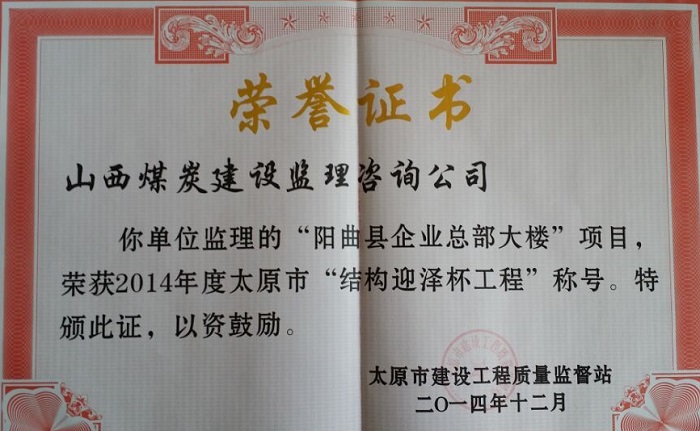 荣誉证书
山西煤炭建设监理咨询公司
你单位监理的“阳曲县企业总部大楼”项目，
荣获2014年度太原市“结构迎泽杯工程”称号。特
颁此证，以资鼓励。
太原市建设工程质量监督站
二〇一四年十二月